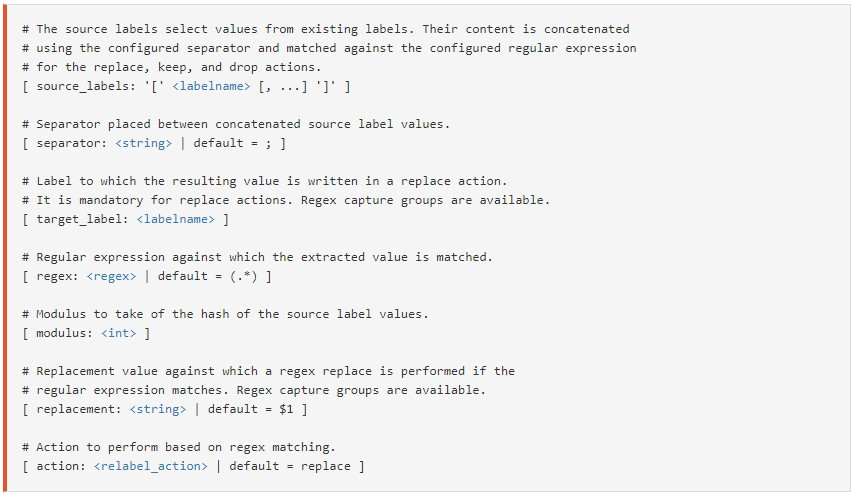 # The source labels select values from existing labels. Their content is concatenated
# using the configured separator and matched against the configured regular expression
# for the replace, keep, and drop actions.
[ source_labels: '[' <labelname> [, ...] ']' ]
# Separator placed between concatenated source label values.
[ separator: <string> | default = ; ]
# Label to which the resulting value is written in a replace action.
# It is mandatory for replace actions. Regex capture groups are available.
[ target_label: <labelname> ]
# Regular expression against which the extracted value is matched.
[ regex: <regex> | default = (.*) ]
# Modulus to take of the hash of the source label values.
[ modulus: <int> ]
# Replacement value against which a regex replace is performed if the
# regular expression matches. Regex capture groups are available.
[ replacement: <string> | default = $1 ]
# Action to perform based on regex matching.
[ action: <relabel_action> | default = replace ]